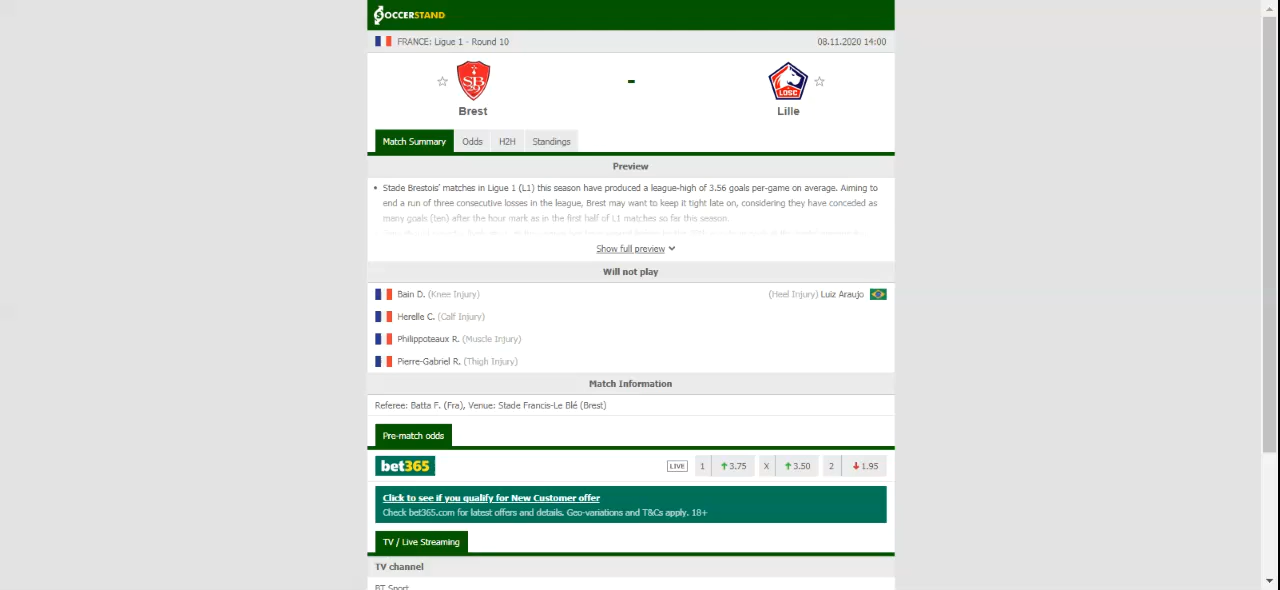 SOCCERSTAND
FRANCE: Ligue 1 - Round 10 08.11.2020 14:00
SB
29
LOSC
-
Brest Lille
Match Summary Odds H2H Standings
Preview
• Stade Brestois' matches in Ligue 1 (L1) this season have produced a league-high of 3.56 goals per-game on average. Aiming to
end a run of three consecutive losses in the league, Brest may want to keep it tight late on, considering they have conceded as
many goals (ten) after the hour mark as in the first half of L1 matches so far this season.
Show full preview
Will not play
Bain D. (Knee Injury) (Heel Injury) Luiz Araujo
Herelle C. (Calf Injury)
Philippoteaux R. (Muscle Injury)
Pierre-Gabriel R. (Thigh Injury)
Match Information
Referee: Batta F. (Fra), Venue: Stade Francis-Le Blé (Brest)
Pre-match odds
bet365 LIVE 1 3.75 X 3.50 2 1.95
Click to see if you qualify for New Customer offer
Check bet365.com for latest offers and details. Geo-variations and T&Cs apply. 18+
TV / Live Streaming
TV channel
BT Sport